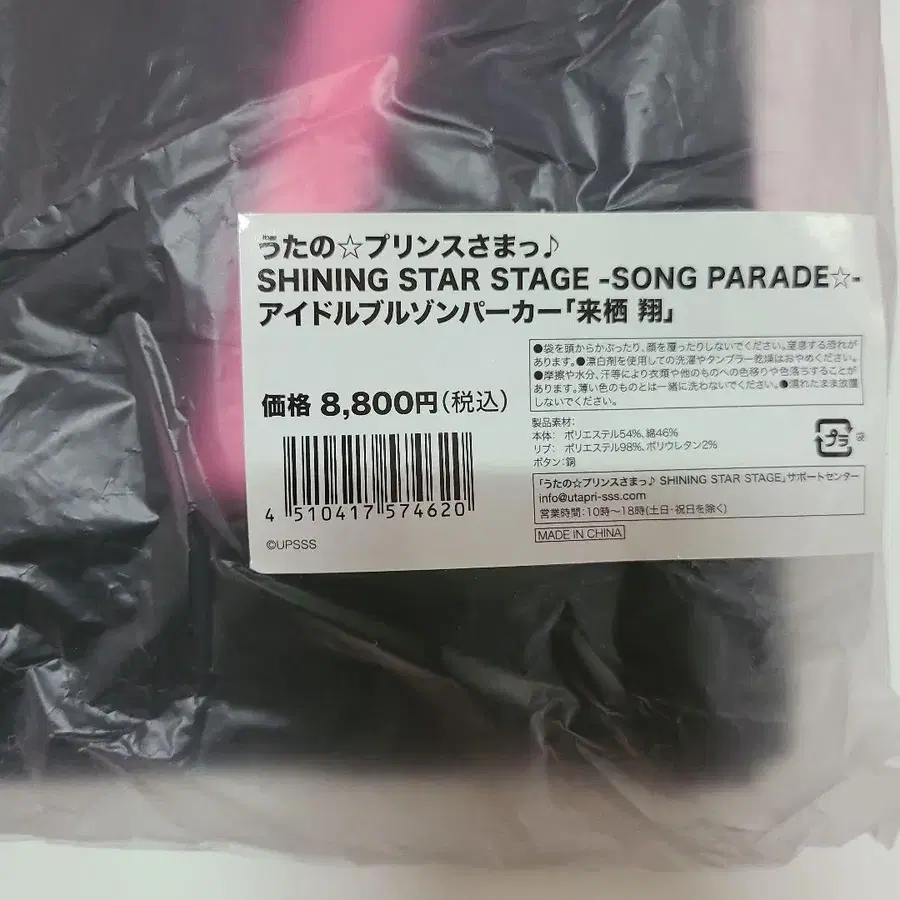 うたの☆プリンスさまっ♪
SHINING STAR STAGE -SONG PARADE☆-
アイドルブルゾンパーカー「来栖 翔」
価格 8,800円(税込)
●袋を頭からかぶったり、顔を覆ったりしないでください。窒息する恐れが
あります。●漂白剤を使用しての洗濯やタンブラー乾燥はおやめください。
●摩擦や水分、汗等により衣類や他のものへの色移りや色落ちすることが
あります。薄い色のものとは一緒に洗わないでください。●濡れたまま放置
しないでください。
製品素材:
本体: ポリエステル54%、綿46%
リブ: ポリエステル98%、ポリウレタン2%
ボタン:銅
プラ 袋
「うたの☆プリンスさまっ♪ SHINING STAR STAGE」サポートセンター
info@utapri-sss.com
営業時間:10時～18時(土日・祝日を除く)
MADE IN CHINA
4 510417 574620
©UPSSS